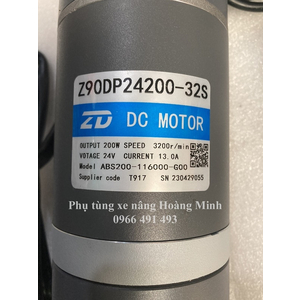 Z90DP24200-32S
ZD DC MOTOR
OUTPUT 200W SPEED 3200r/min
VOTAGE 24V CURRENT 13.0A
Model ABS200-116000-G00
Supplier code T917 SN 230429055
Phụ tùng xe nâng Hoàng Minh
0966 491 493